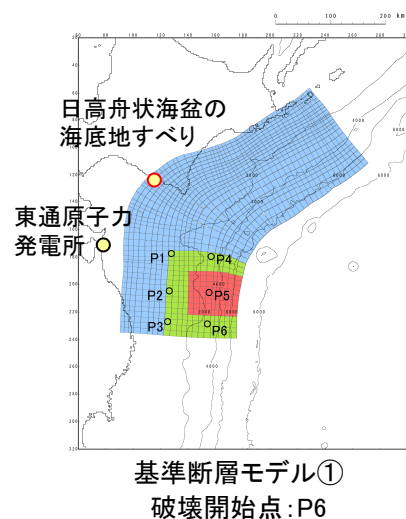 0 100 200 km
日高舟状海盆の
海底地すべり
東通原子力
発電所
P1
P4
P2
P5
P3
P6
基準断層モデル①
破壊開始点：P6